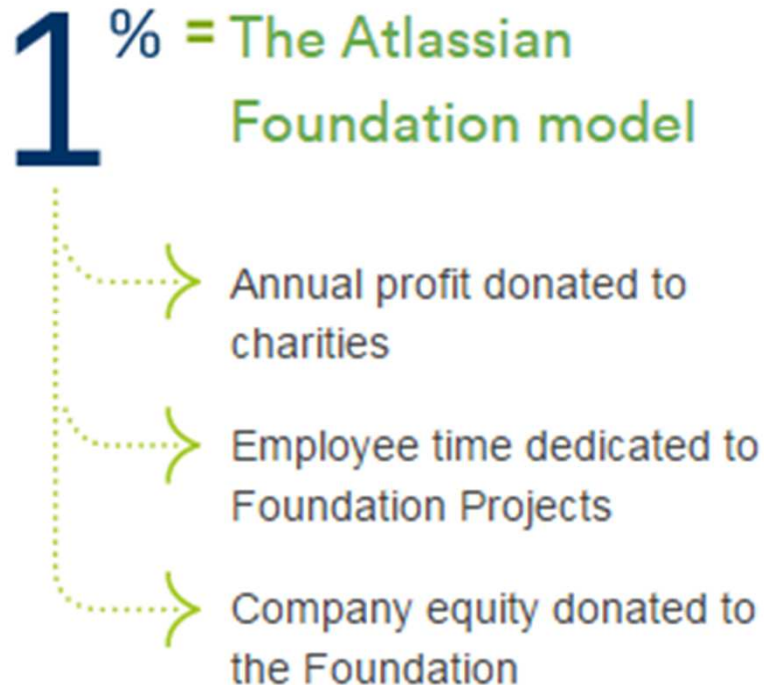 1% = The Atlassian
Foundation model
Annual profit donated to
charities
Employee time dedicated to
Foundation Projects
Company equity donated to
the Foundation